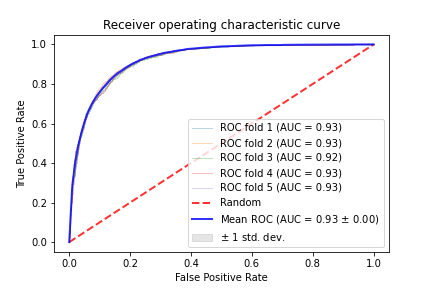 Receiver operating characteristic curve
True Positive Rate
1.0
0.8
0.6
0.4
0.2
0.0
ROC fold 1 (AUC = 0.93)
ROC fold 2 (AUC = 0.93)
ROC fold 3 (AUC = 0.92)
ROC fold 4 (AUC = 0.93)
ROC fold 5 (AUC = 0.93)
Random
Mean ROC (AUC = 0.93 ± 0.00)
± 1 std. dev.
0.0 0.2 0.4 0.6 0.8 1.0
False Positive Rate